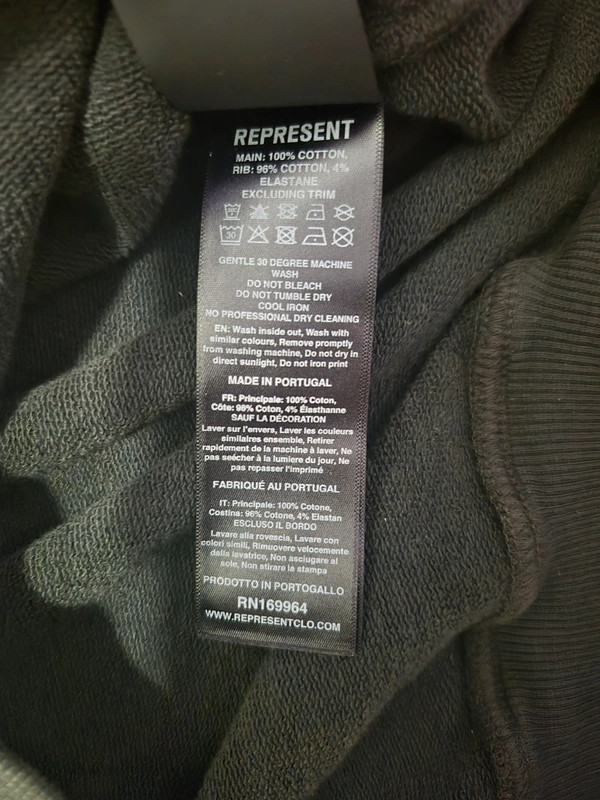 REPRESENT
MAIN: 100% COTTON,
RIB: 96% COTTON, 4%
ELASTANE
EXCLUDING TRIM
30
GENTLE 30 DEGREE MACHINE
WASH
DO NOT BLEACH
DO NOT TUMBLE DRY
COOL IRON
NO PROFESSIONAL DRY CLEANING
EN: Wash inside out, Wash with
similar colours, Remove promptly
from washing machine, Do not dry in
direct sunlight, Do not iron print
MADE IN PORTUGAL
FR: Principale: 100% Coton,
Côte: 96% Coton, 4% Élasthanne
SAUF LA DÉCORATION
Laver sur l'envers, Laver les couleurs
similaires ensemble, Retirer
rapidement de la machine à laver, Ne
pas seécher à la lumiere du jour, Ne
pas repasser l'imprimé
FABRIQUÉ AU PORTUGAL
IT: Principale: 100% Cotone,
Costina: 96% Cotone, 4% Elastan
ESCLUSO IL BORDO
Lavare alla rovescia, Lavare con
colori simili, Rimuovere velocemente
dalla lavatrice, Non asciugare al
sole, Non stirare la stampa
PRODOTTO IN PORTOGALLO
RN169964
WWW.REPRESENTCLO.COM